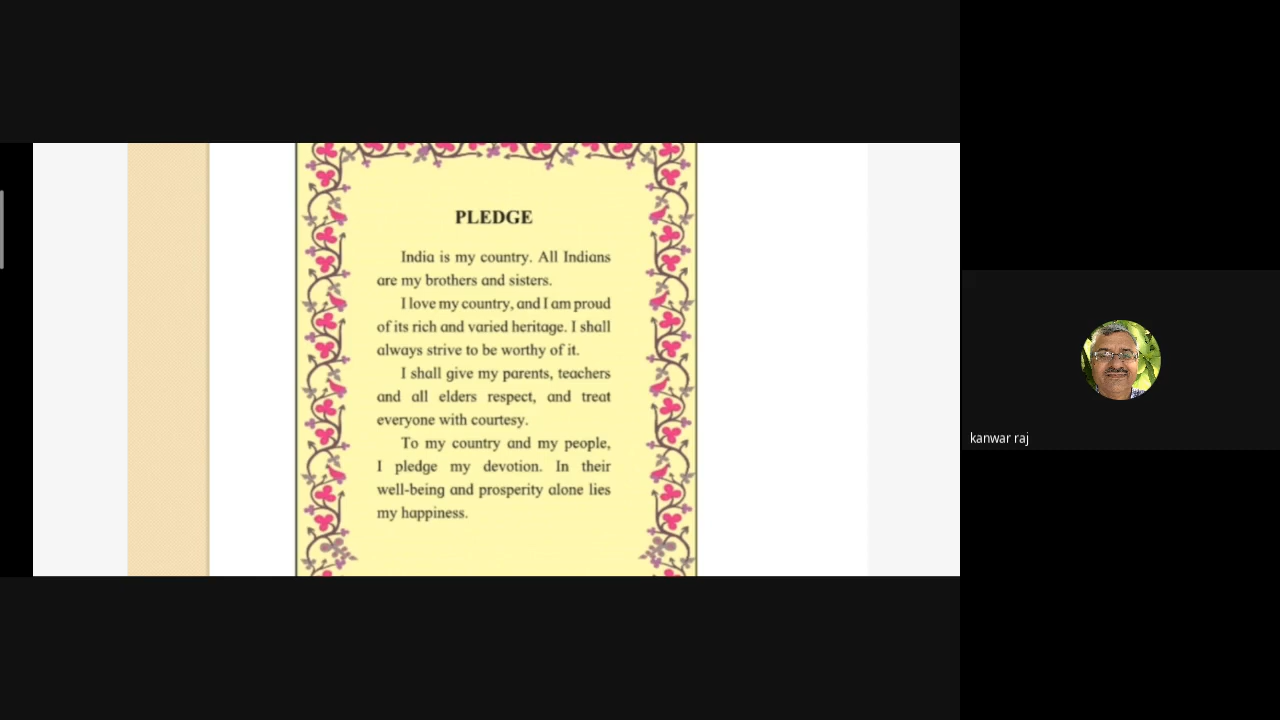 PLEDGE
India is my country. All Indians
are my brothers and sisters.
I love my country, and I am proud
of its rich and varied heritage. I shall
always strive to be worthy of it.
I shall give my parents, teachers
and all elders respect, and treat
everyone with courtesy.
To my country and my people,
I pledge my devotion. In their
well-being and prosperity alone lies
my happiness.
kanwar raj